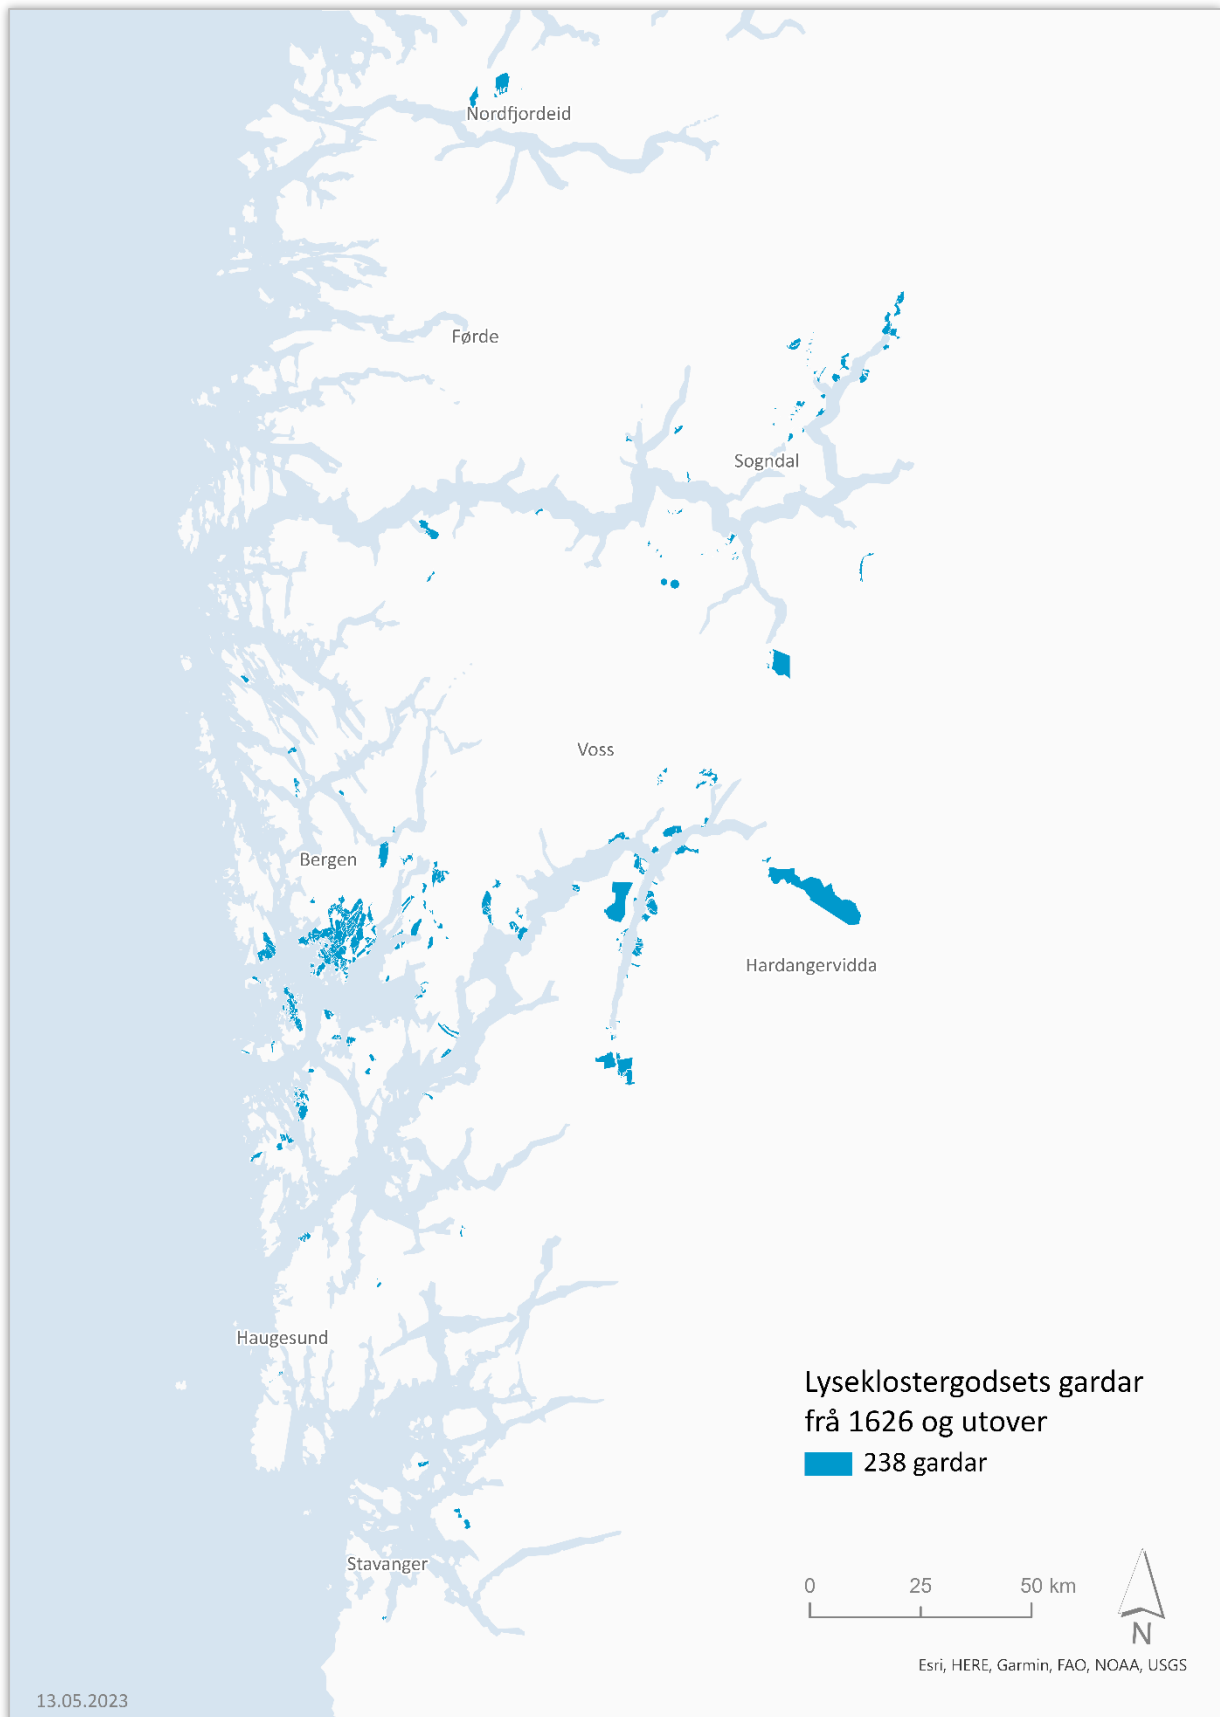 Nordfjordeid
Førde
Sogndal
Voss
Bergen
Hardangervidda
Haugesund
Lyseklostergodsets gardar
frå 1626 og utover
238 gardar
Stavanger
0 25 50 km
N
Esri, HERE, Garmin, FAO, NOAA, USGS
13.05.2023